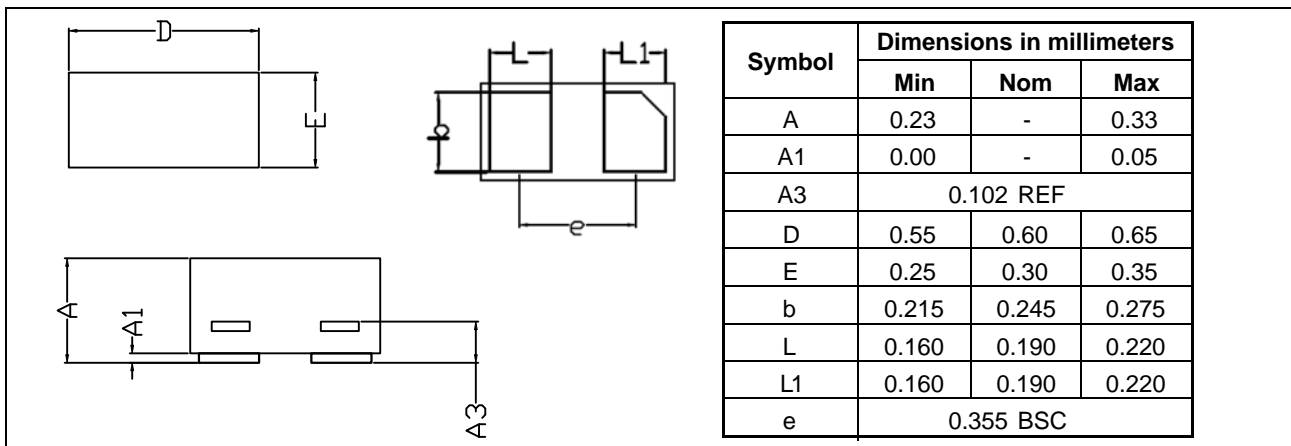 D
E
L
L1
b
e
A
A1
A3
Symbol
Dimensions in millimeters
Min Nom Max
A 0.23 - 0.33
A1 0.00 - 0.05
A3 0.102 REF
D 0.55 0.60 0.65
E 0.25 0.30 0.35
b 0.215 0.245 0.275
L 0.160 0.190 0.220
L1 0.160 0.190 0.220
e 0.355 BSC